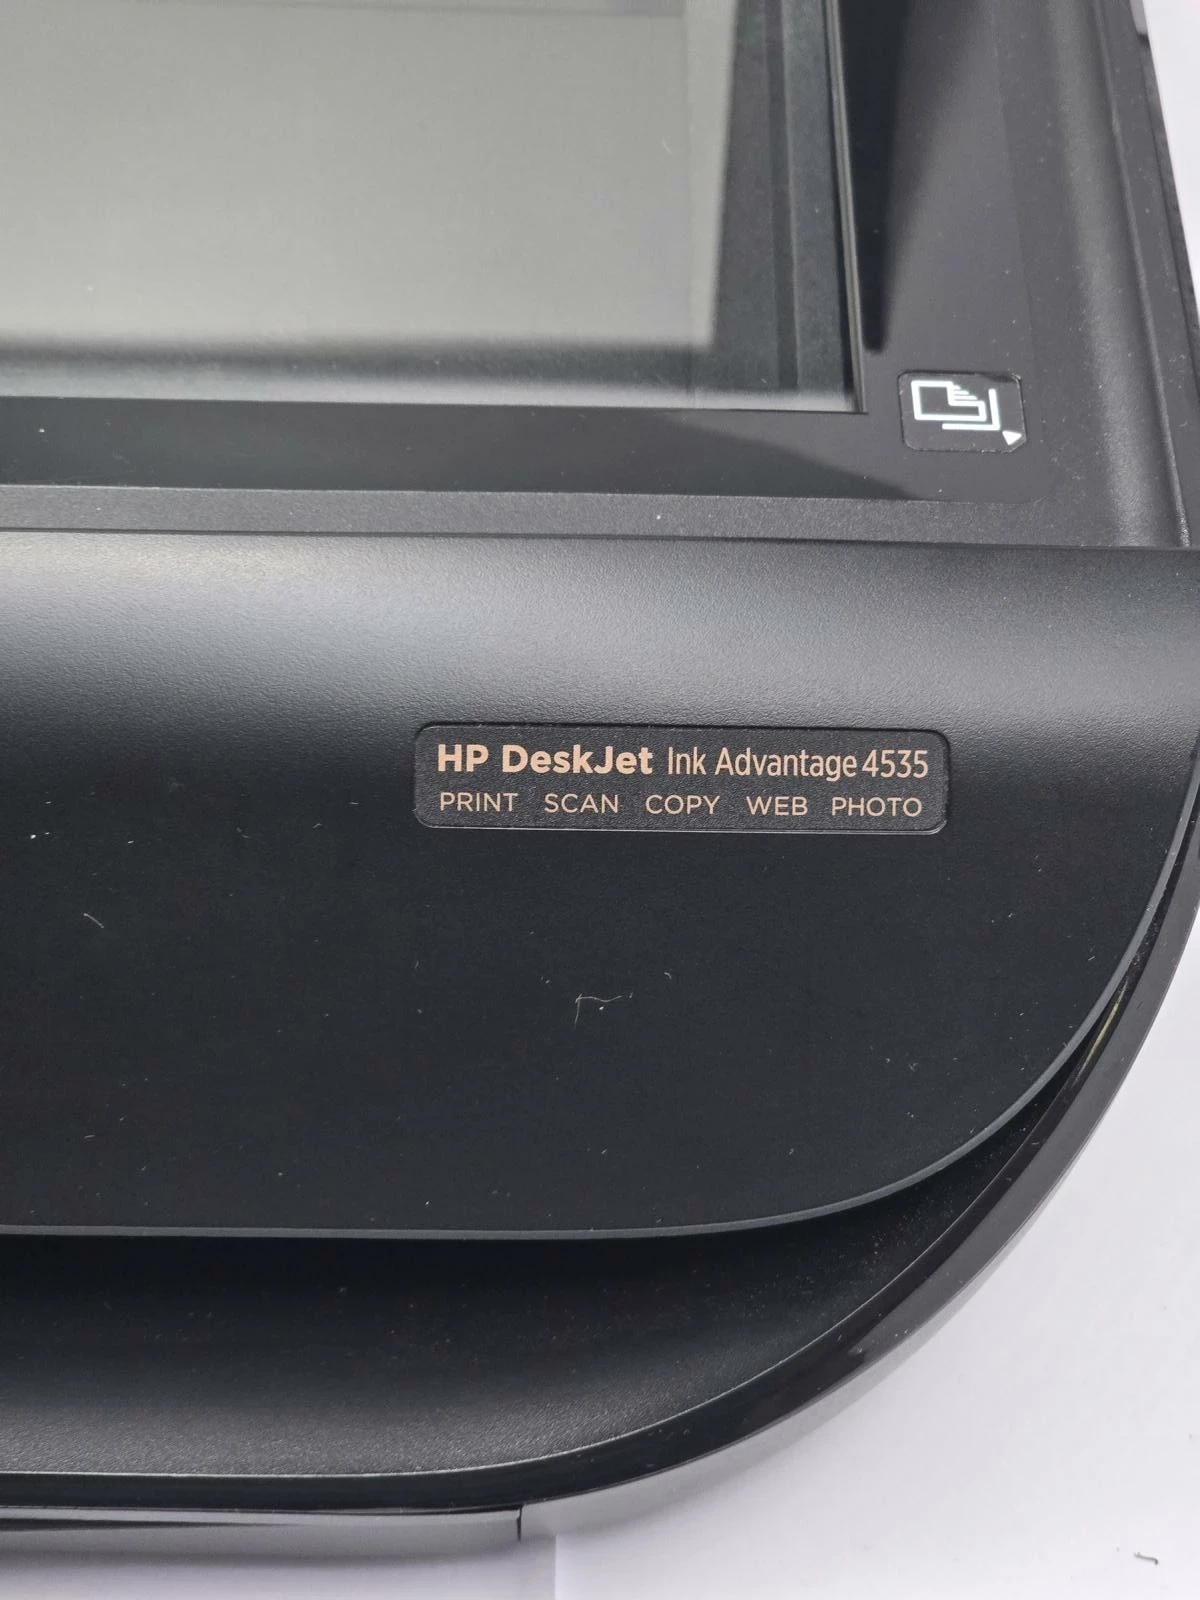 HP DeskJet Ink Advantage 4535
PRINT SCAN COPY WEB PHOTO